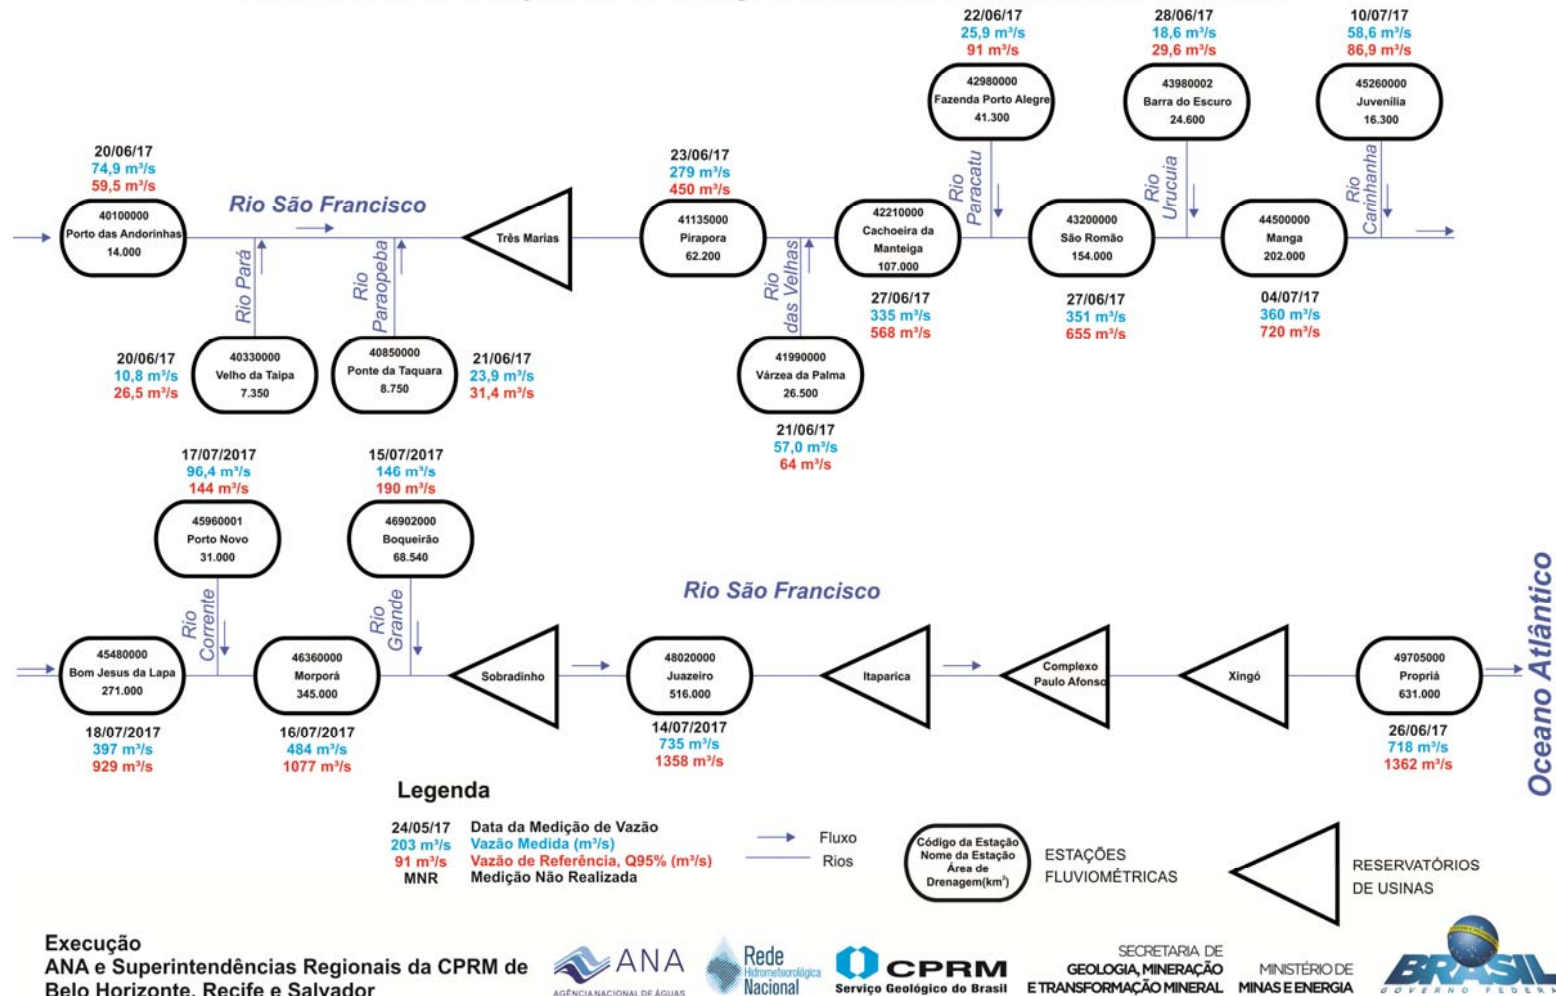 22/06/17
25,9 m³/s
91 m³/s
28/06/17
18,6 m³/s
29,6 m³/s
10/07/17
58,6 m³/s
86,9 m³/s
42980000
Fazenda Porto Alegre
41.300
43980002
Barra do Escuro
24.600
45260000
Juvenília
16.300
20/06/17
74,9 m³/s
59,5 m³/s
40100000
Porto das Andorinhas
14.000
Rio São Francisco
Três Marias
23/06/17
279 m³/s
450 m³/s
41135000
Pirapora
62.200
42210000
Cachoeira da
Manteiga
107.000
27/06/17
335 m³/s
568 m³/s
Rio
Paracatu
43200000
São Romão
154.000
27/06/17
351 m³/s
655 m³/s
Rio
Urucuia
44500000
Manga
202.000
04/07/17
360 m³/s
720 m³/s
Rio
Carinhanha
Rio Pará
Rio
Paraopeba
Rio
das Velhas
20/06/17
10,8 m³/s
26,5 m³/s
40330000
Velho da Taipa
7.350
40850000
Ponte da Taquara
8.750
21/06/17
23,9 m³/s
31,4 m³/s
41990000
Várzea da Palma
26.500
21/06/17
57,0 m³/s
64 m³/s
17/07/2017
96,4 m³/s
144 m³/s
45960001
Porto Novo
31.000
15/07/2017
146 m³/s
190 m³/s
46902000
Boqueirão
68.540
Rio
Corrente
Rio
Grande
Rio São Francisco
45480000
Bom Jesus da Lapa
271.000
18/07/2017
397 m³/s
929 m³/s
46360000
Morporá
345.000
16/07/2017
484 m³/s
1077 m³/s
Sobradinho
48020000
Juazeiro
516.000
14/07/2017
735 m³/s
1358 m³/s
Itaparica
Complexo
Paulo Afonso
Xingó
49705000
Propriá
631.000
26/06/17
718 m³/s
1362 m³/s
Oceano Atlântico
Legenda
24/05/17 Data da Medição de Vazão
203 m³/s Vazão Medida (m³/s)
91 m³/s Vazão de Referência, Q95% (m³/s)
MNR Medição Não Realizada
Fluxo
Rios
Código da Estação
Nome da Estação
Área de
Drenagem(km²)
ESTAÇÕES
FLUVIOMÉTRICAS
RESERVATÓRIOS
DE USINAS
Execução
ANA e Superintendências Regionais da CPRM de
Belo Horizonte, Recife e Salvador
ANA
AGÊNCIA NACIONAL DE ÁGUAS
Rede
Hidrometeorológica
Nacional
CPRM
Serviço Geológico do Brasil
SECRETARIA DE
GEOLOGIA, MINERAÇÃO
E TRANSFORMAÇÃO MINERAL
MINISTÉRIO DE
MINAS E ENERGIA
BRASIL
GOVERNO FEDERAL